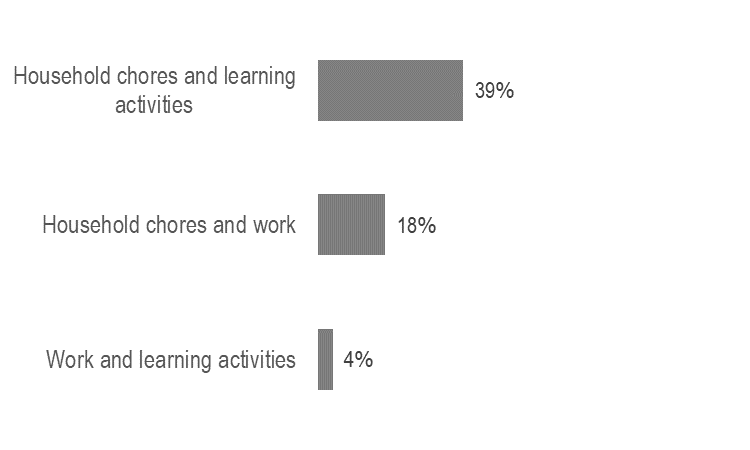 Household chores and learning
activities
39%
Household chores and work
18%
Work and learning activities
4%